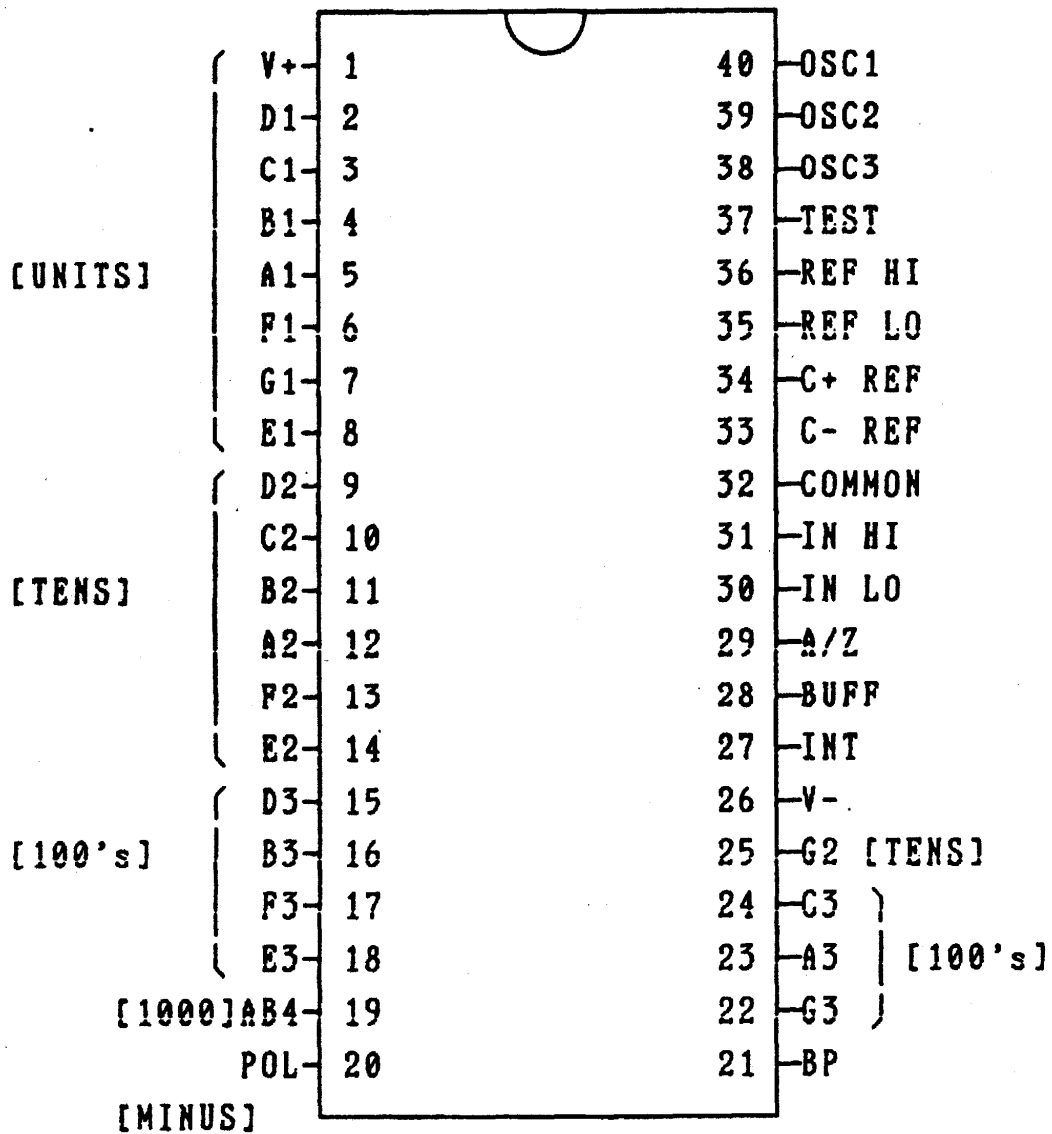 V+ 1 40 OSC1
D1 2 39 OSC2
C1 3 38 OSC3
B1 4 37 TEST
[UNITS] A1 5 36 REF HI
F1 6 35 REF LO
G1 7 34 C+ REF
E1 8 33 C- REF
D2 9 32 COMMON
C2 10 31 IN HI
[TENS] B2 11 30 IN LO
A2 12 29 A/Z
F2 13 28 BUFF
E2 14 27 INT
D3 15 26 V-
[100's] B3 16 25 G2 [TENS]
F3 17 24 C3
E3 18 23 A3 [100's]
[1000]AB4 19 22 G3
POL 20 21 BP
[MINUS]